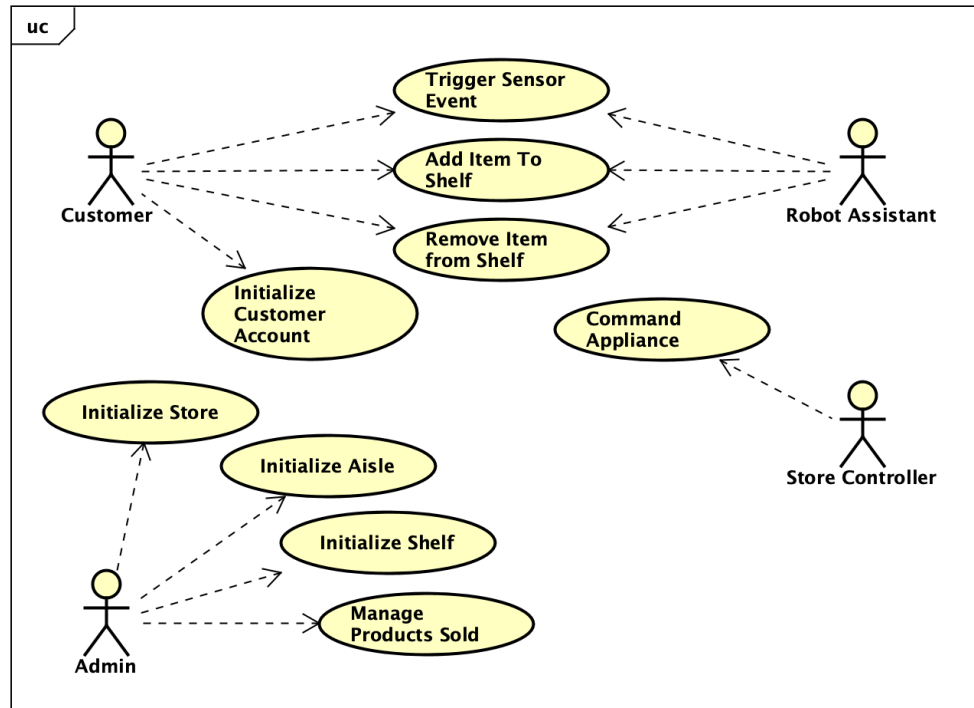 uc
Trigger Sensor
Event
Customer
Add Item To
Shelf
Robot Assistant
Remove Item
from Shelf
Initialize
Customer
Account
Command
Appliance
Initialize Store
Initialize Aisle
Store Controller
Initialize Shelf
Manage
Products Sold
Admin